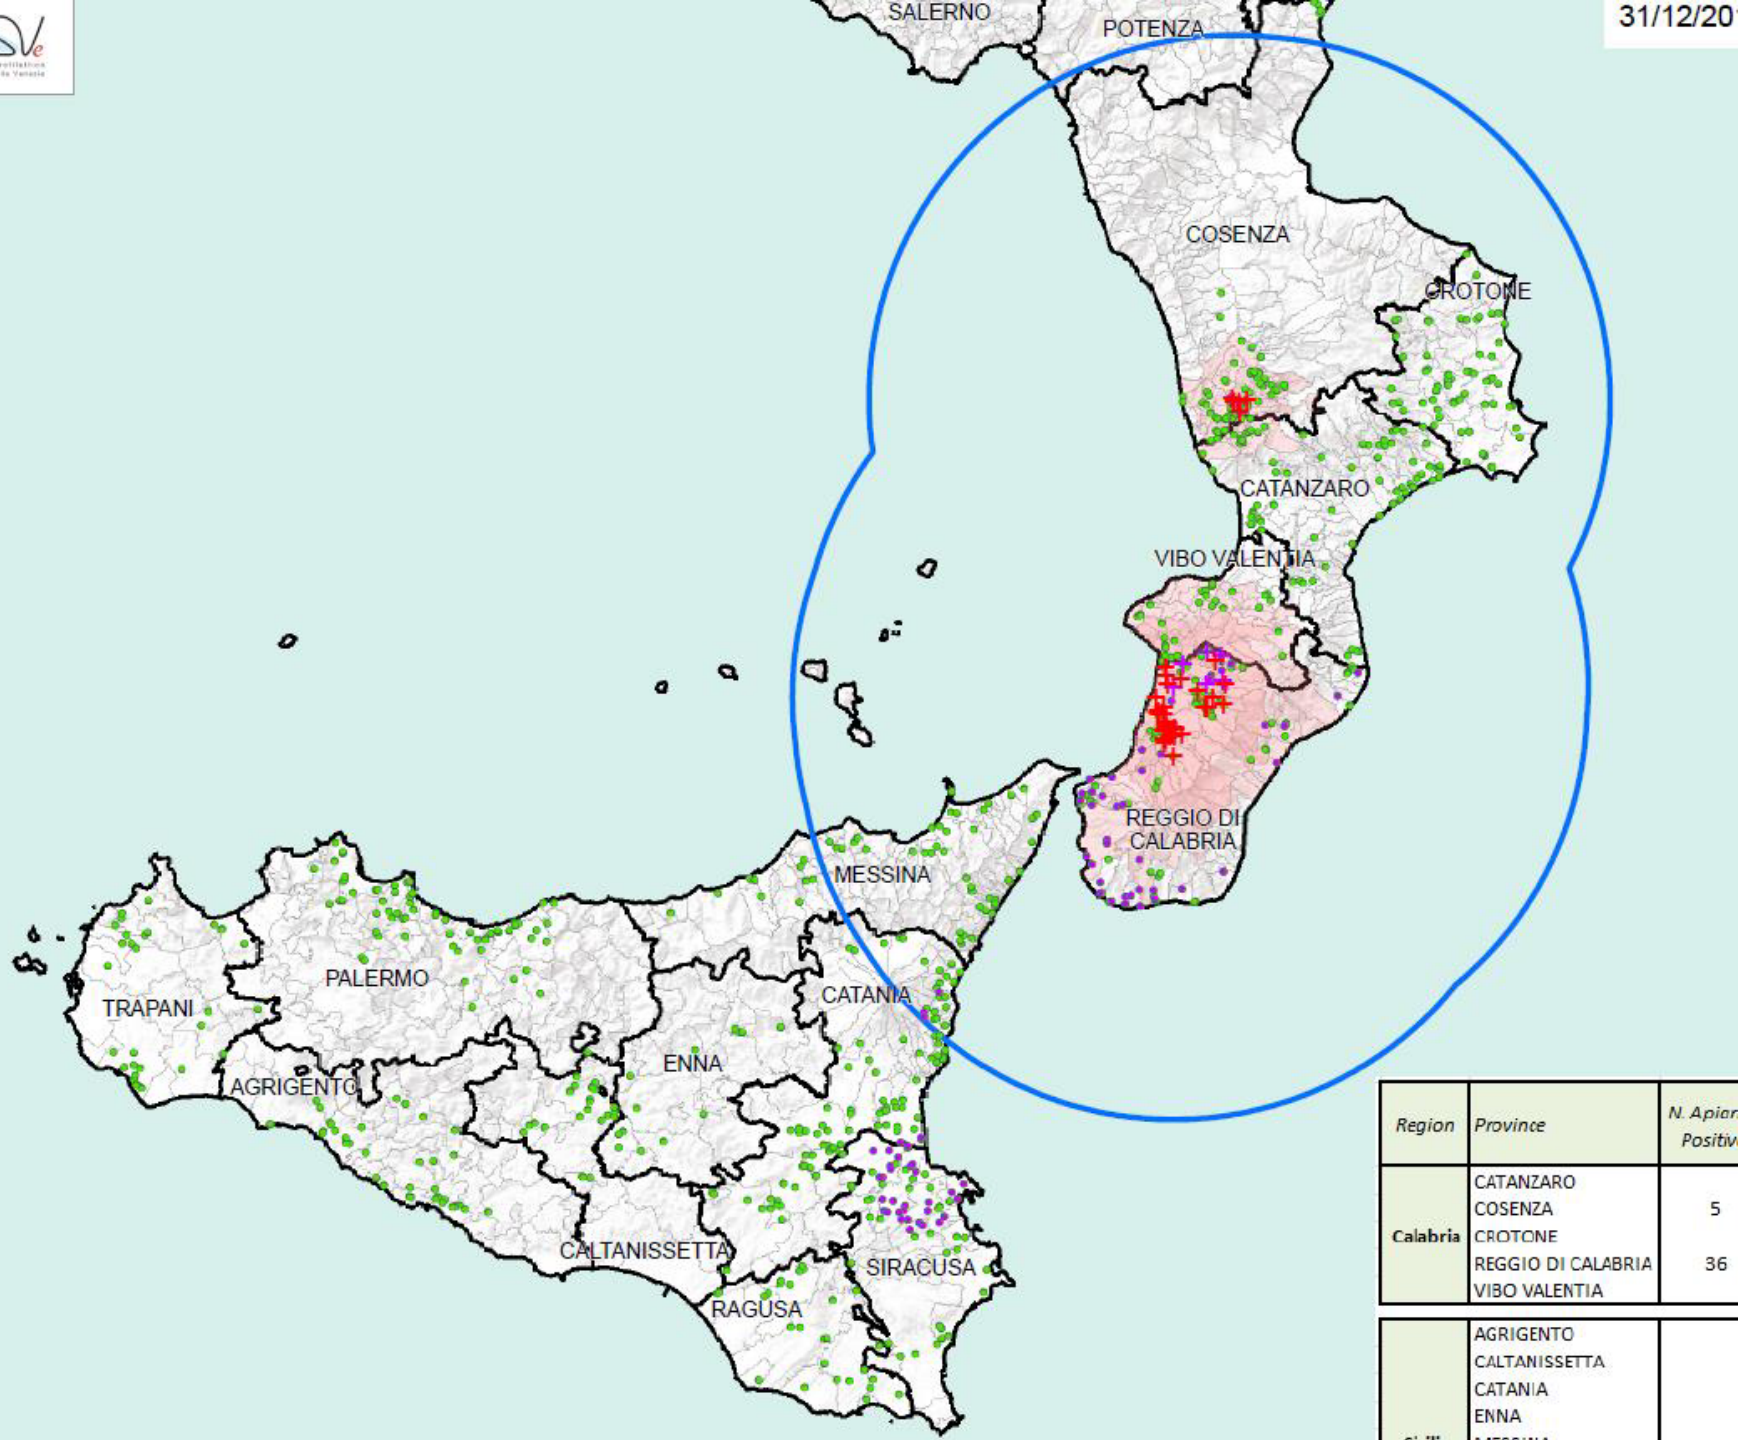 SALERNO
POTENZA
31/12/201
Ve
COSENZA
CROTONE
CATANZARO
VIBO VALENTIA
REGGIO DI
CALABRIA
MESSINA
PALERMO
TRAPANI
CATANIA
ENNA
AGRIGENTO
CALTANISSETTA
SIRACUSA
RAGUSA
Region Province N. Apiar
Positiv
CATANZARO
COSENZA 5
Calabria CROTONE
REGGIO DI CALABRIA 36
VIBO VALENTIA
AGRIGENTO
CALTANISSETTA
CATANIA
ENNA